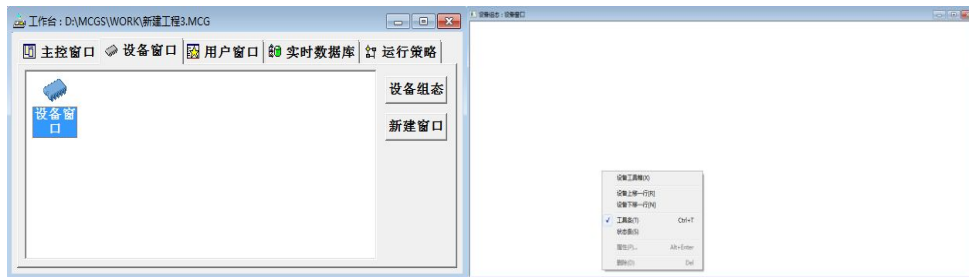 工作台 : D:\MCGS\WORK\新建工程3.MCG
主控窗口 设备窗口 用户窗口 实时数据库 运行策略
设备窗
口
设备组态
新建窗口
设备组态 : 设备窗口
设备工具箱(X)
设备上移一行(R)
设备下移一行(N)
工具条(T) Ctrl+T
状态条(S)
属性(P)... Alt+Enter
删除(D) Del